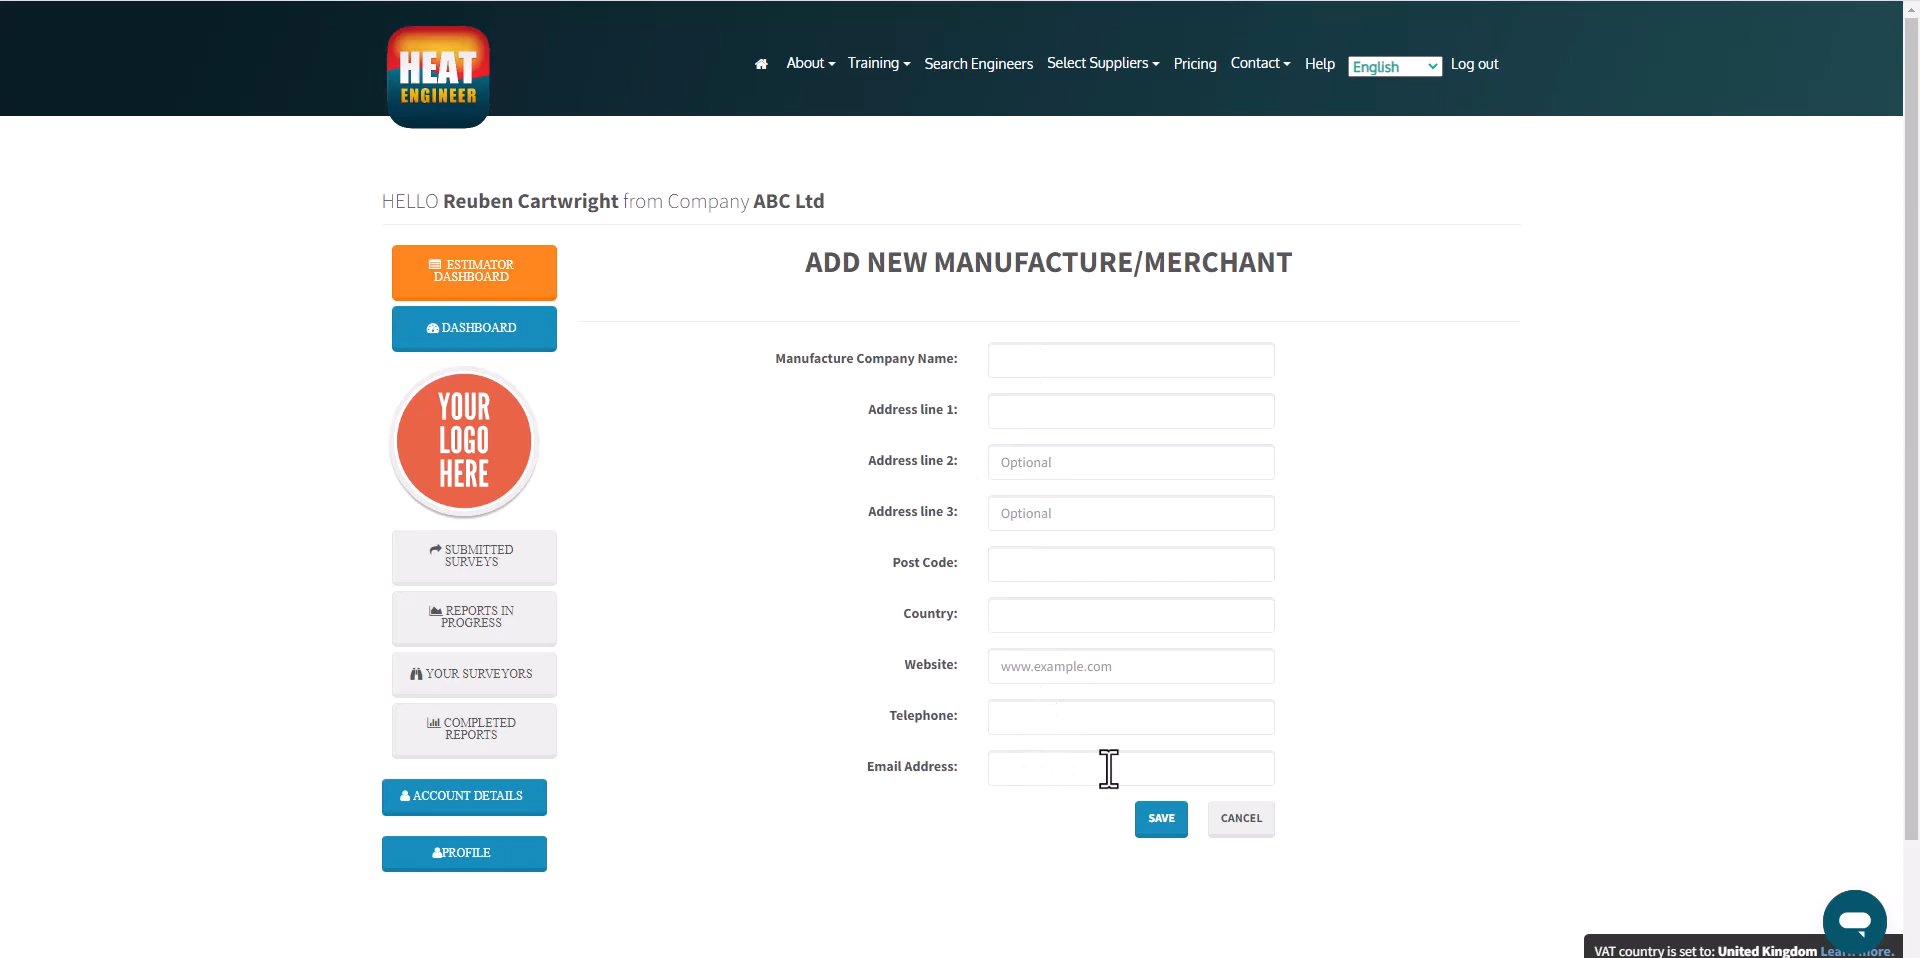 HEAT
ENGINEER
About
Training
Search Engineers
Select Suppliers
Pricing
Contact
Help
English
Log out
HELLO Reuben Cartwright from Company ABC Ltd
ESTIMATOR
DASHBOARD
DASHBOARD
YOUR
LOGO
HERE
SUBMITTED
SURVEYS
REPORTS IN
PROGRESS
YOUR SURVEYORS
COMPLETED
REPORTS
ACCOUNT DETAILS
PROFILE
ADD NEW MANUFACTURE/MERCHANT
Manufacture Company Name:
Address line 1:
Address line 2:
Optional
Address line 3:
Optional
Post Code:
Country:
Website:
www.example.com
Telephone:
Email Address:
SAVE
CANCEL
VAT country is set to: United Kingdom Learn more.